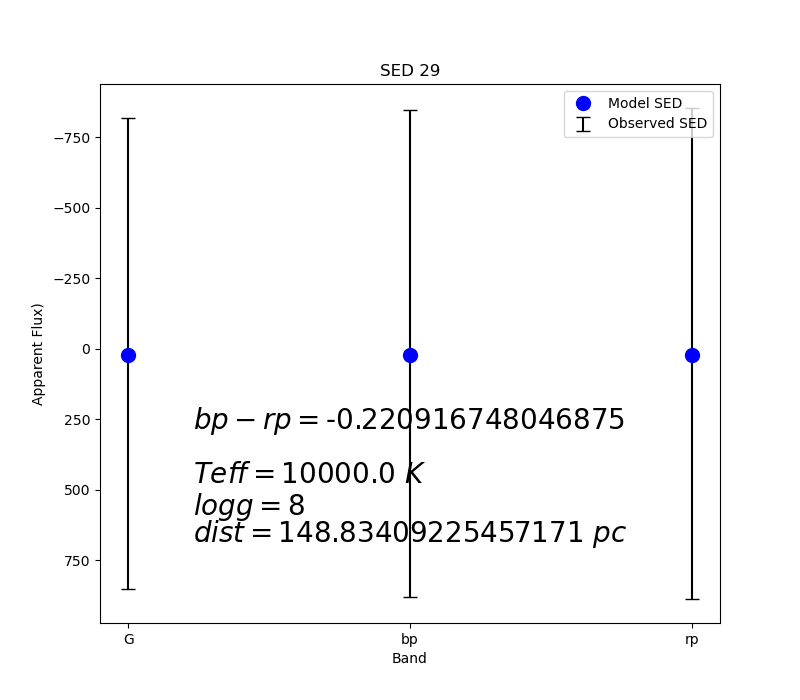 SED 29
Model SED
Observed SED
−750
−500
−250
0
250
500
750
Apparent Flux)
bp − rp = -0.220916748046875
Teff = 10000.0 K
logg = 8
dist = 148.83409225457171 pc
G bp rp
Band